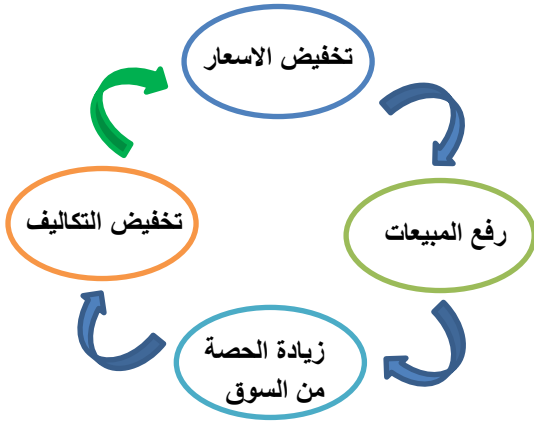 تخفيض الاسعار
رفع المبيعات
زيادة الحصة
من السوق
تخفيض التكاليف